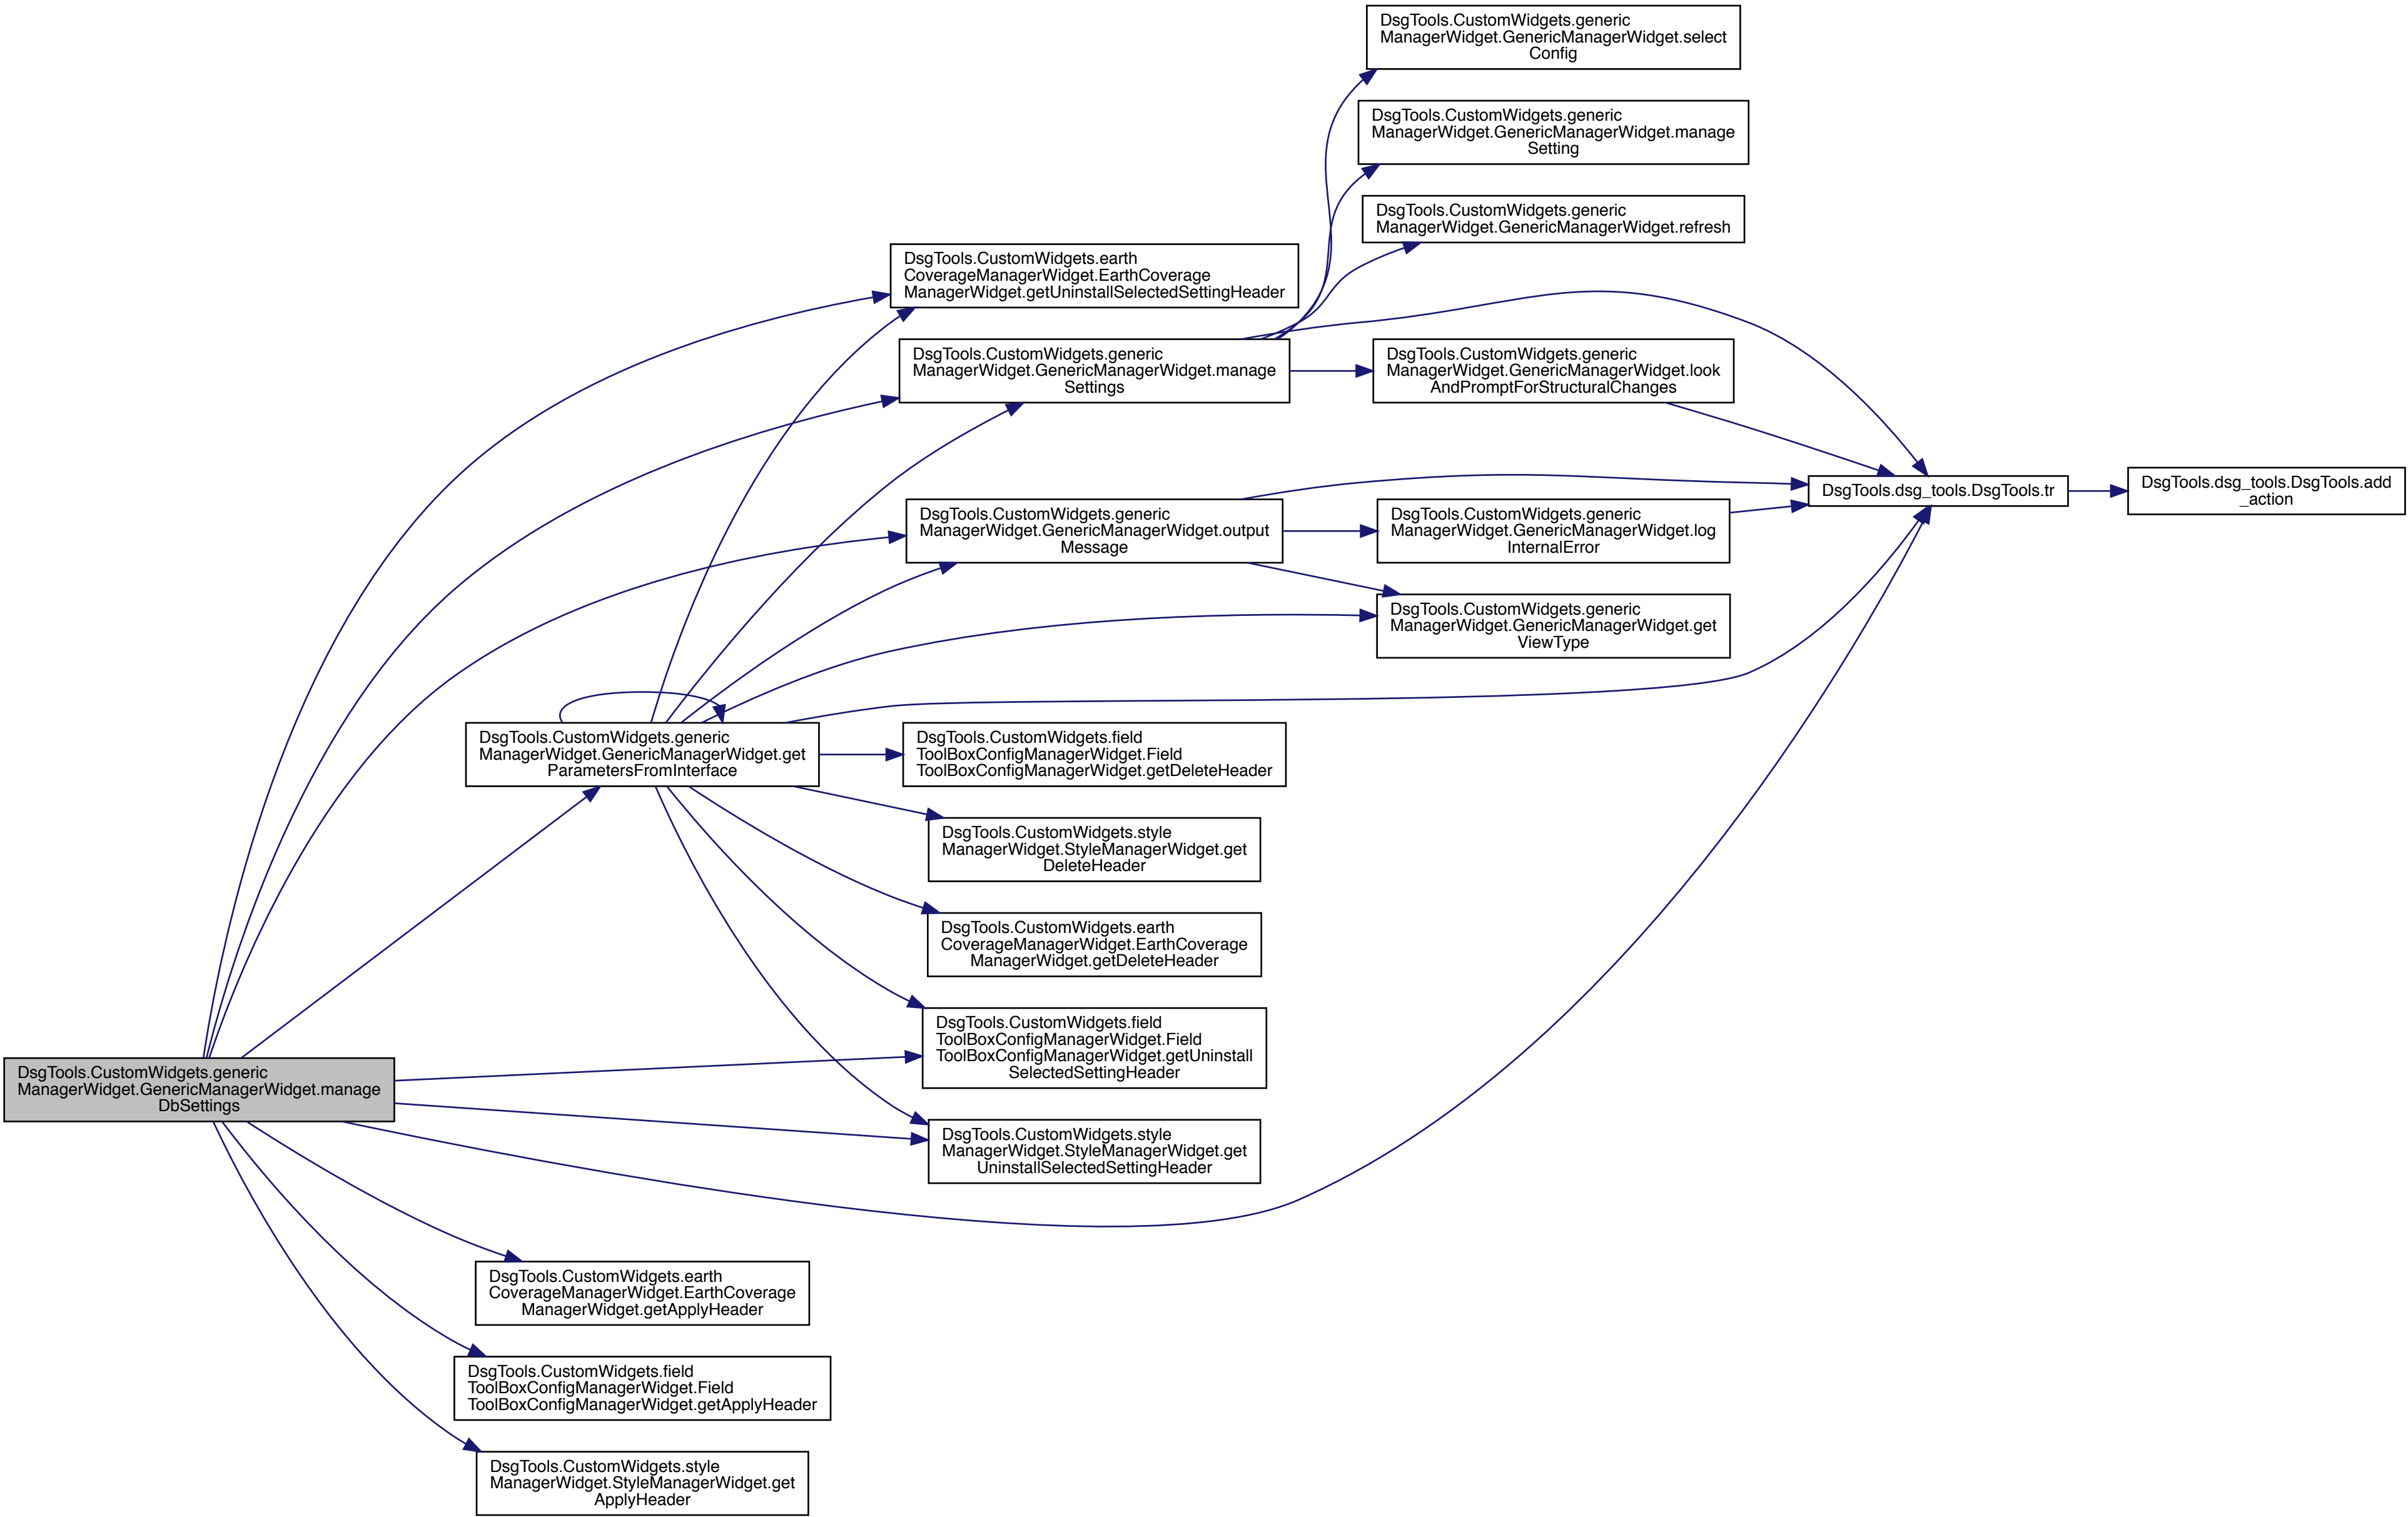 DsgTools.CustomWidgets.generic
ManagerWidget.GenericManagerWidget.select
Config
DsgTools.CustomWidgets.generic
ManagerWidget.GenericManagerWidget.manage
Setting
DsgTools.CustomWidgets.generic
ManagerWidget.GenericManagerWidget.refresh
DsgTools.CustomWidgets.earth
CoverageManagerWidget.EarthCoverage
ManagerWidget.getUninstallSelectedSettingHeader
DsgTools.CustomWidgets.generic
ManagerWidget.GenericManagerWidget.manage
Settings
DsgTools.CustomWidgets.generic
ManagerWidget.GenericManagerWidget.look
AndPromptForStructuralChanges
DsgTools.dsg_tools.DsgTools.tr
DsgTools.dsg_tools.DsgTools.add
_action
DsgTools.CustomWidgets.generic
ManagerWidget.GenericManagerWidget.output
Message
DsgTools.CustomWidgets.generic
ManagerWidget.GenericManagerWidget.log
InternalError
DsgTools.CustomWidgets.generic
ManagerWidget.GenericManagerWidget.get
ViewType
DsgTools.CustomWidgets.generic
ManagerWidget.GenericManagerWidget.get
ParametersFromInterface
DsgTools.CustomWidgets.field
ToolBoxConfigManagerWidget.Field
ToolBoxConfigManagerWidget.getDeleteHeader
DsgTools.CustomWidgets.style
ManagerWidget.StyleManagerWidget.get
DeleteHeader
DsgTools.CustomWidgets.earth
CoverageManagerWidget.EarthCoverage
ManagerWidget.getDeleteHeader
DsgTools.CustomWidgets.field
ToolBoxConfigManagerWidget.Field
ToolBoxConfigManagerWidget.getUninstall
SelectedSettingHeader
DsgTools.CustomWidgets.generic
ManagerWidget.GenericManagerWidget.manage
DbSettings
DsgTools.CustomWidgets.style
ManagerWidget.StyleManagerWidget.get
UninstallSelectedSettingHeader
DsgTools.CustomWidgets.earth
CoverageManagerWidget.EarthCoverage
ManagerWidget.getApplyHeader
DsgTools.CustomWidgets.field
ToolBoxConfigManagerWidget.Field
ToolBoxConfigManagerWidget.getApplyHeader
DsgTools.CustomWidgets.style
ManagerWidget.StyleManagerWidget.get
ApplyHeader